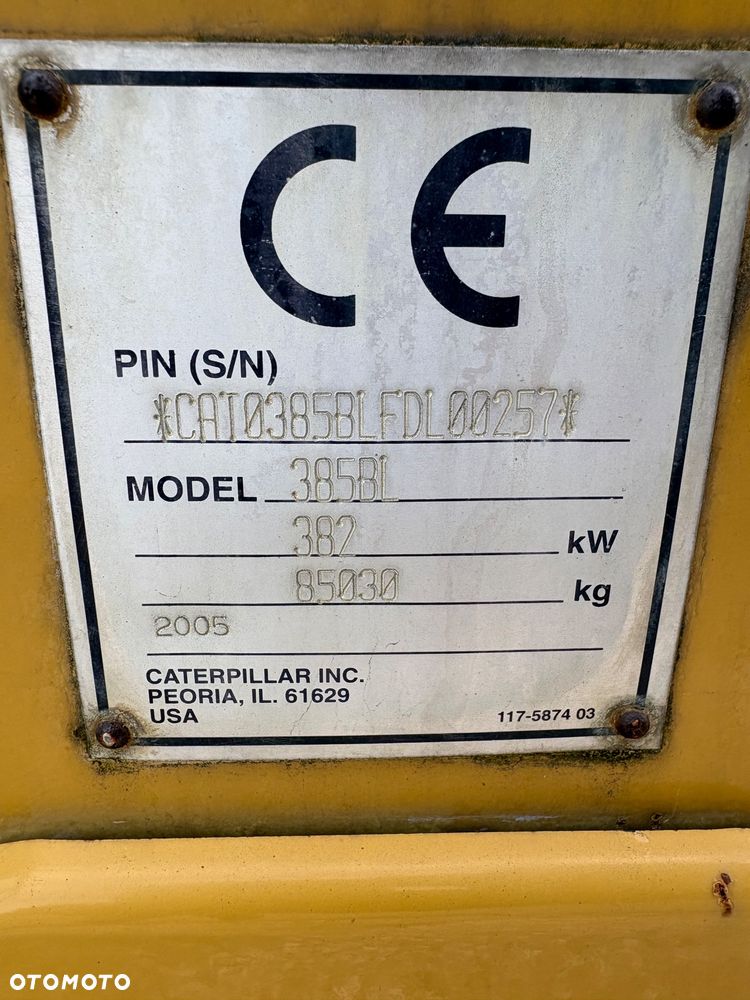 CE
PIN (S/N)
*CAT0385BLFDL00257*
MODEL 385BL
382 kW
85030 kg
2005
CATERPILLAR INC.
PEORIA, IL. 61629
USA
117-5874 03
OTOMOTO